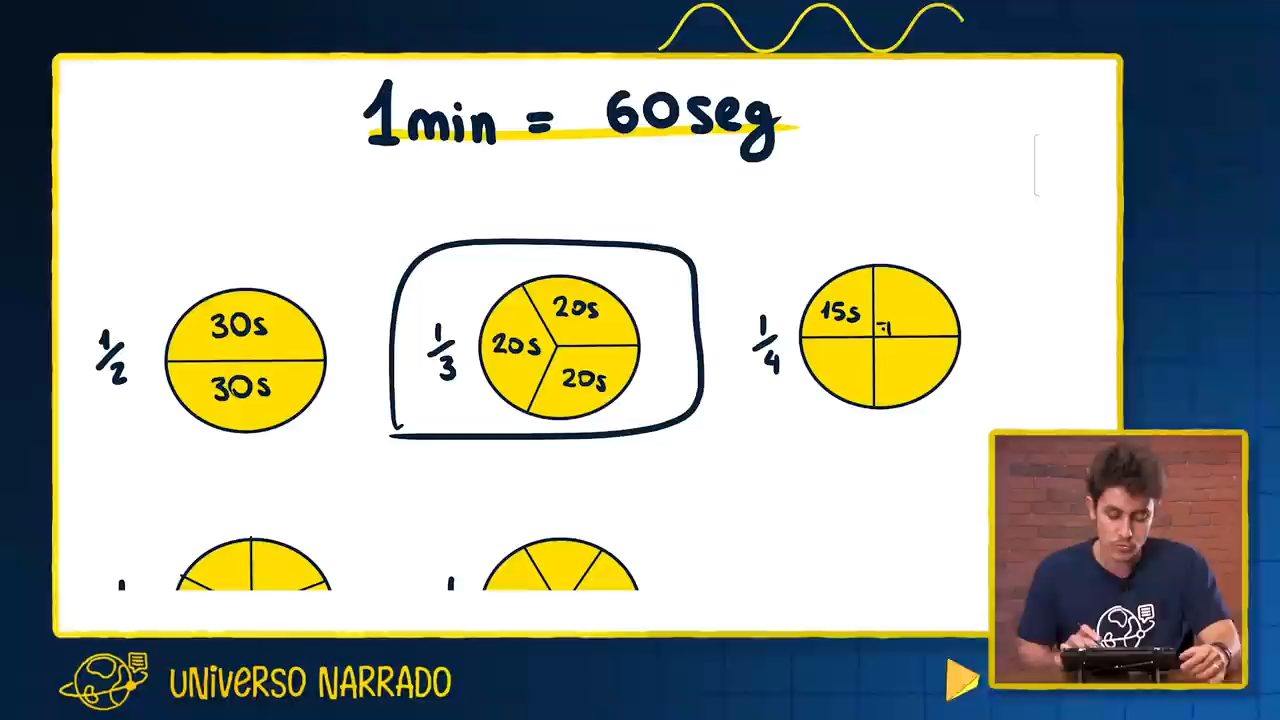 1min = 60seg
1/2
30s
30s
1/3
20s
20s
20s
1/4
15s
UNIVERSO NARRADO